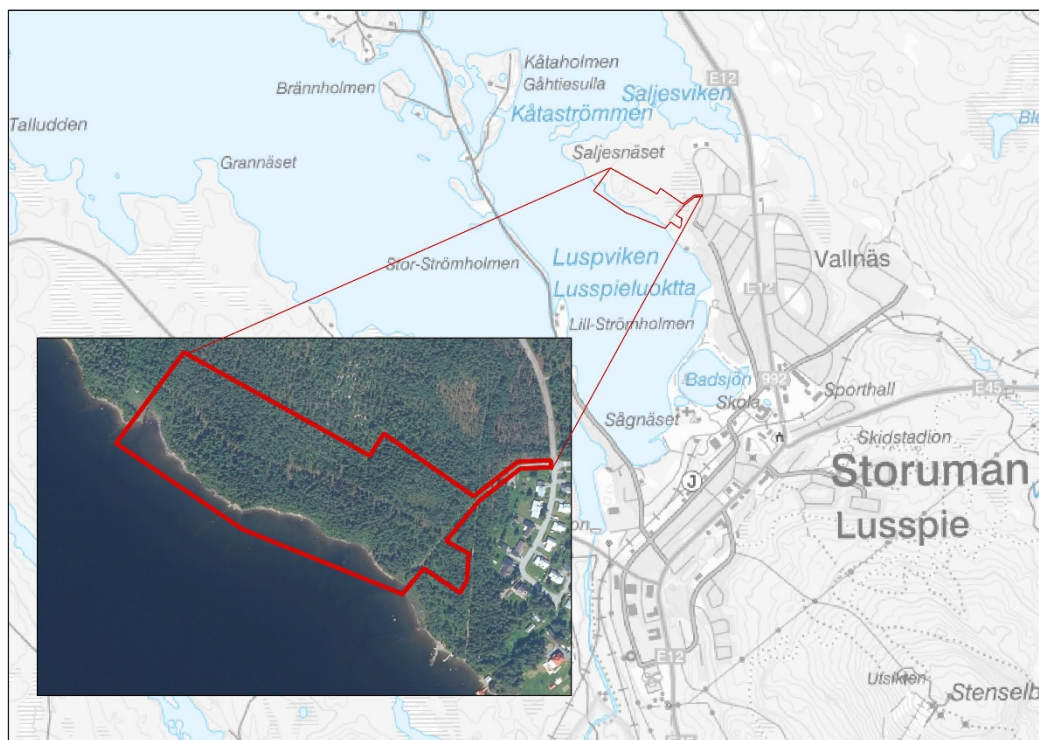 E12
Kåtaholmen
Gåhtiesulla
Brännholmen
Saljesviken
Kåtaströmmen
Talludden
Grannäset
Saljesnäset
Stor-Strömholmen
Luspviken
Lusspieluoktta
Vallnäs
E12
Lill-Strömholmen
Badsjön
992
Skola
Sporthall
E45
Sågnäset
Skidstadion
Storuman
J
Lusspie
E12
Utsikten